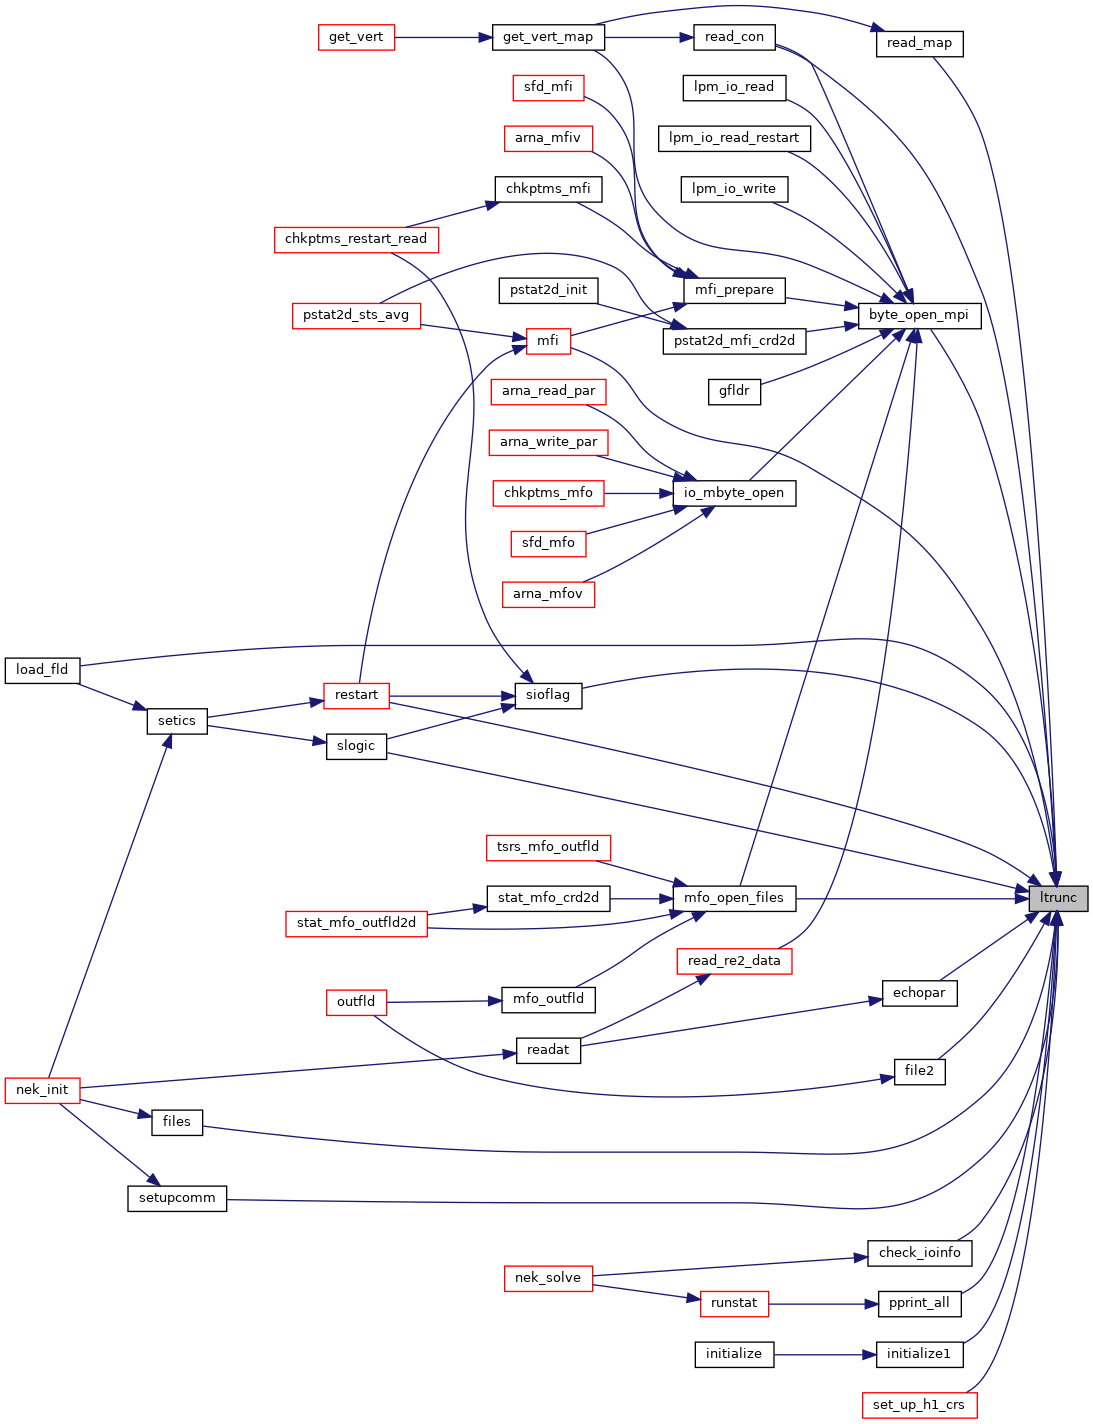 get_vert
get_vert_map
read_con
read_map
sfd_mfi
lpm_io_read
arna_mfiv
lpm_io_read_restart
chkptms_mfi
lpm_io_write
chkptms_restart_read
pstat2d_init
mfi_prepare
pstat2d_sts_avg
byte_open_mpi
mfi
pstat2d_mfi_crd2d
arna_read_par
gfldr
arna_write_par
chkptms_mfo
io_mbyte_open
sfd_mfo
arna_mfov
load_fld
restart
sioflag
setics
slogic
tsrs_mfo_outfld
stat_mfo_crd2d
mfo_open_files
ltrunc
stat_mfo_outfld2d
read_re2_data
outfld
mfo_outfld
echopar
readat
file2
nek_init
files
setupcomm
check_ioinfo
nek_solve
runstat
pprint_all
initialize
initialize1
set_up_h1_crs